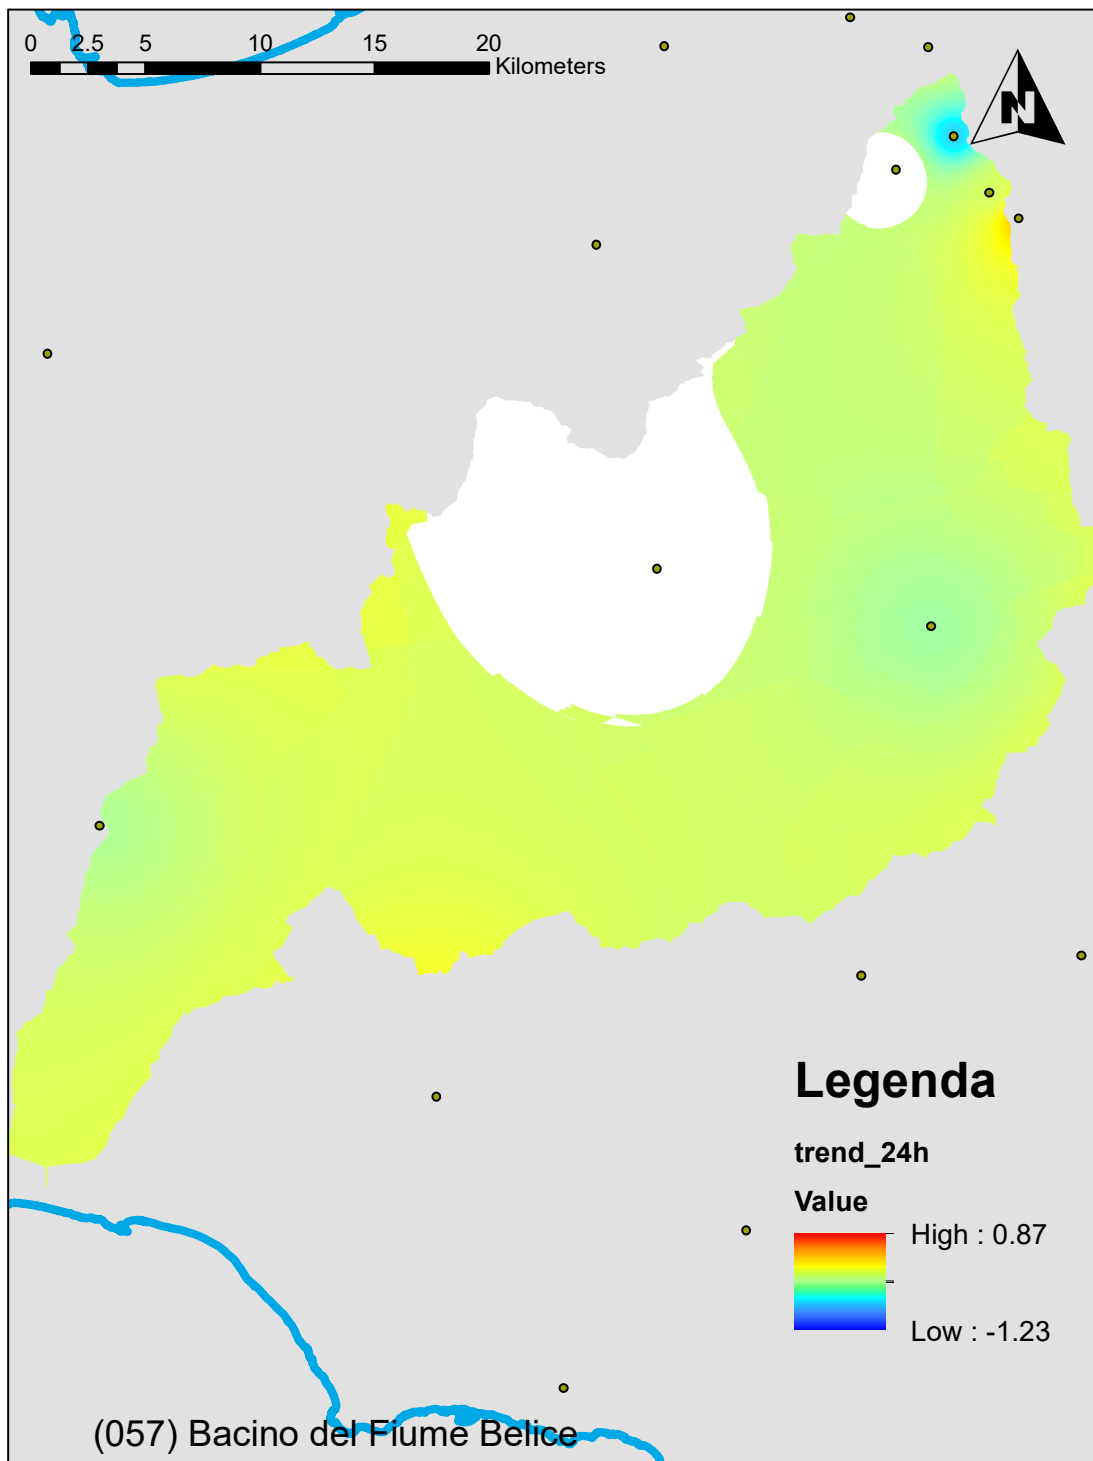 0 2.5 5 10 15 20
Kilometers
N
Legenda
trend_24h
Value
High : 0.87
Low : -1.23
(057) Bacino del Fiume Belice